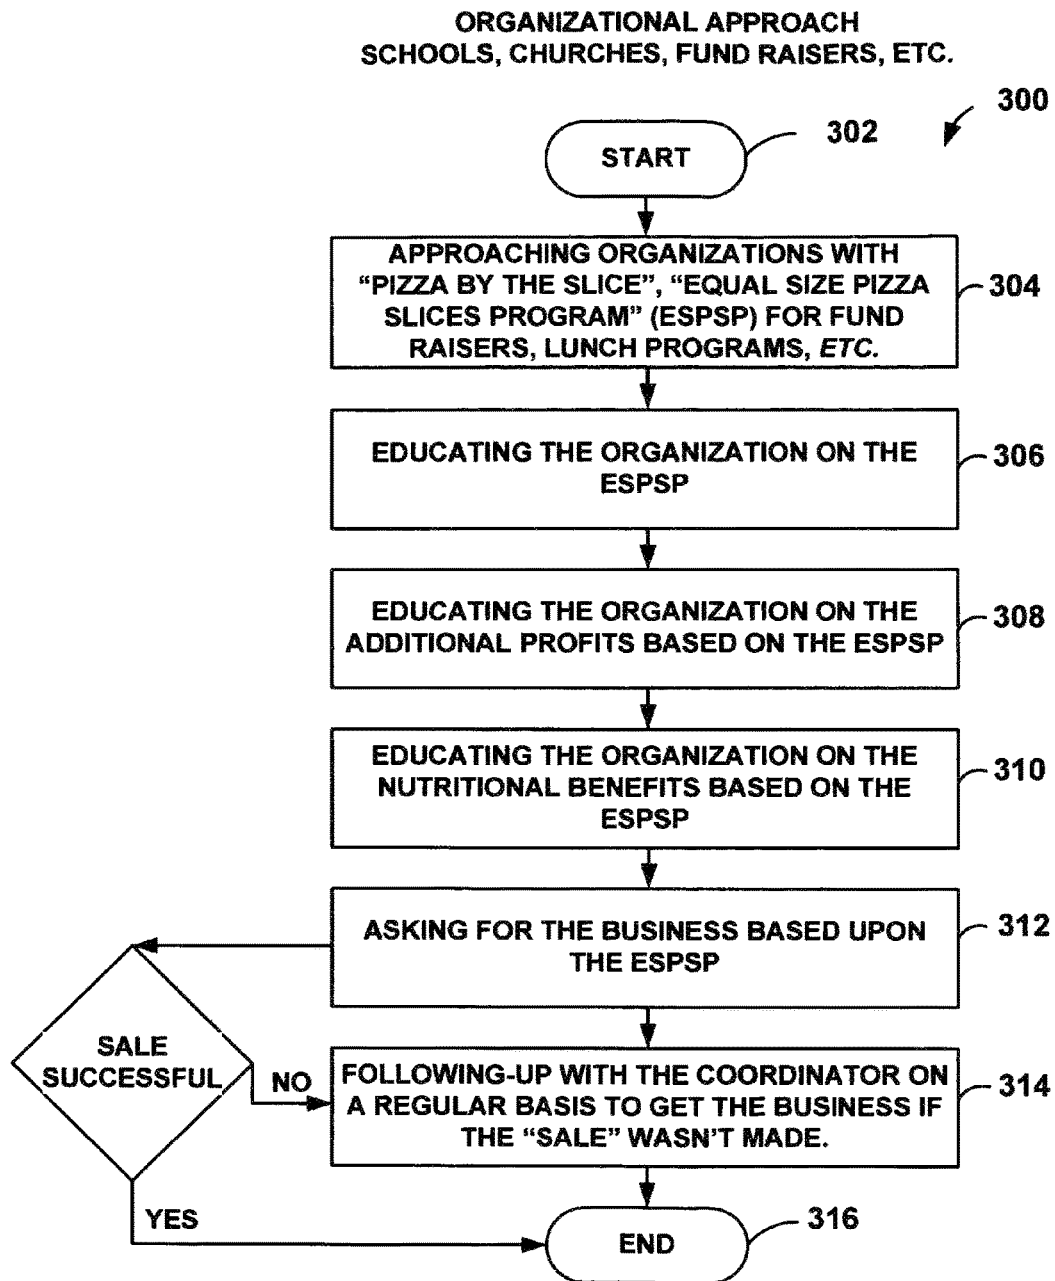 ORGANIZATIONAL APPROACH
SCHOOLS, CHURCHES, FUND RAISERS, ETC.
300
START
302
APPROACHING ORGANIZATIONS WITH
“PIZZA BY THE SLICE”, “EQUAL SIZE PIZZA
SLICES PROGRAM” (ESPSP) FOR FUND
RAISERS, LUNCH PROGRAMS, ETC.
304
EDUCATING THE ORGANIZATION ON THE
ESPSP
306
EDUCATING THE ORGANIZATION ON THE
ADDITIONAL PROFITS BASED ON THE ESPSP
308
EDUCATING THE ORGANIZATION ON THE
NUTRITIONAL BENEFITS BASED ON THE
ESPSP
310
ASKING FOR THE BUSINESS BASED UPON
THE ESPSP
312
SALE
SUCCESSFUL
NO
FOLLOWING-UP WITH THE COORDINATOR ON
A REGULAR BASIS TO GET THE BUSINESS IF
THE “SALE” WASN'T MADE.
314
YES
END
316